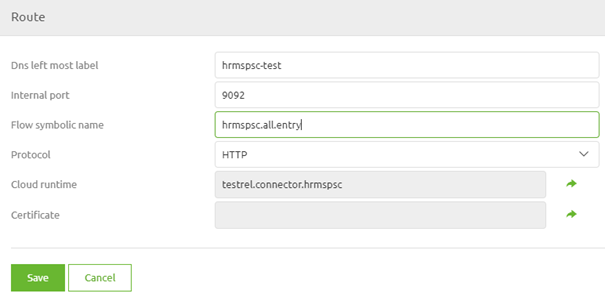 Route
Dns left most label hrmspsc-test
Internal port 9092
Flow symbolic name hrmspsc.all.entry
Protocol HTTP
Cloud runtime testrel.connector.hrmspsc
Certificate
Save Cancel